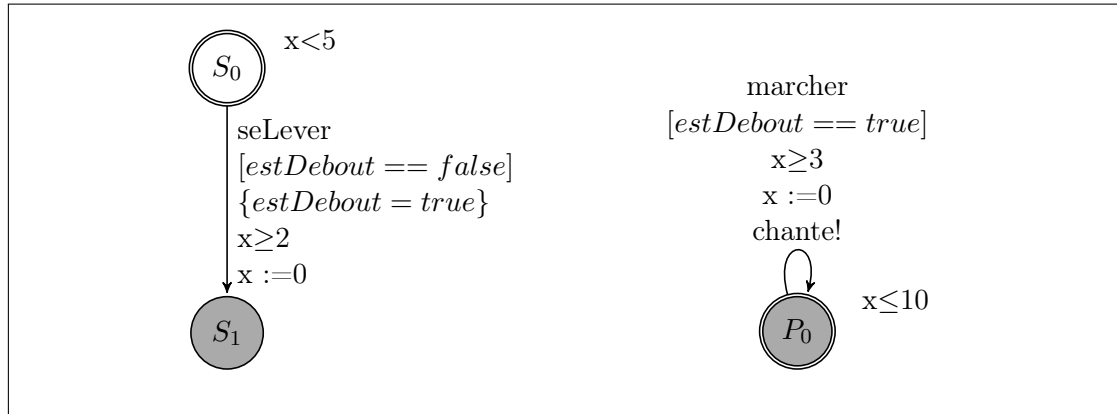 S₀
x<5
seLever
[estDebout == false]
{estDebout = true}
x≥2
x :=0
S₁
marcher
[estDebout == true]
x≥3
x :=0
chante!
P₀
x≤10